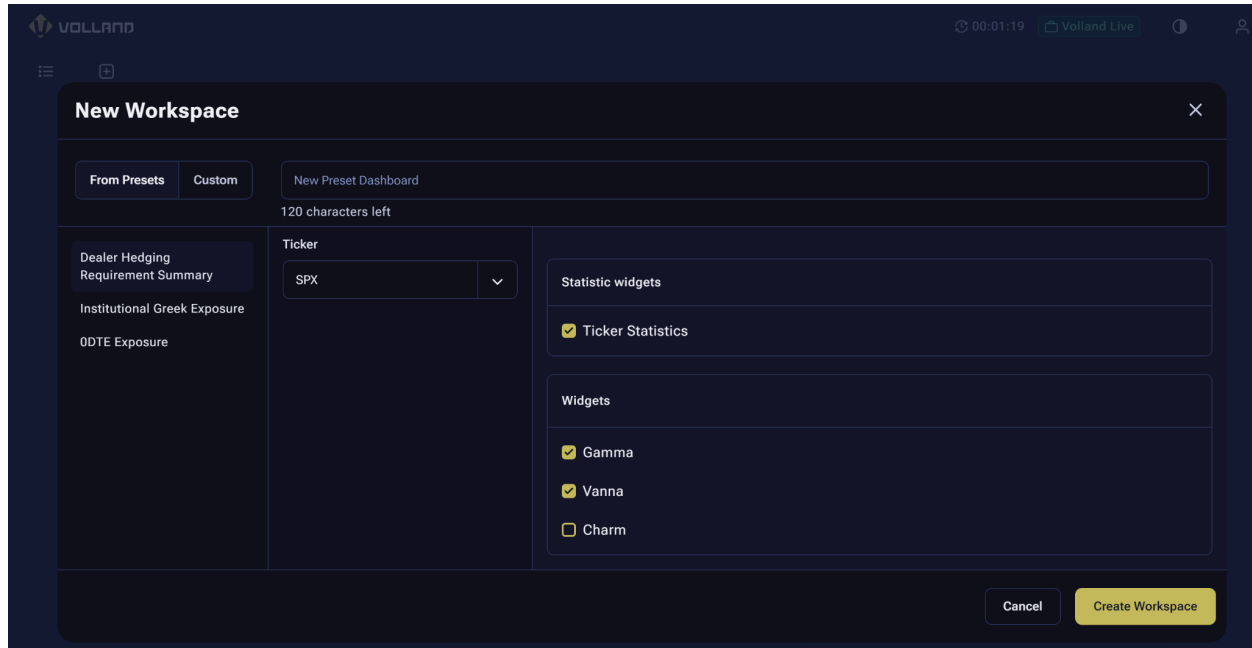 VOLLAND
00:01:19
Volland Live
New Workspace
From Presets
Custom
New Preset Dashboard
120 characters left
Dealer Hedging
Requirement Summary
Institutional Greek Exposure
0DTE Exposure
Ticker
SPX
Statistic widgets
Ticker Statistics
Widgets
Gamma
Vanna
Charm
Cancel
Create Workspace